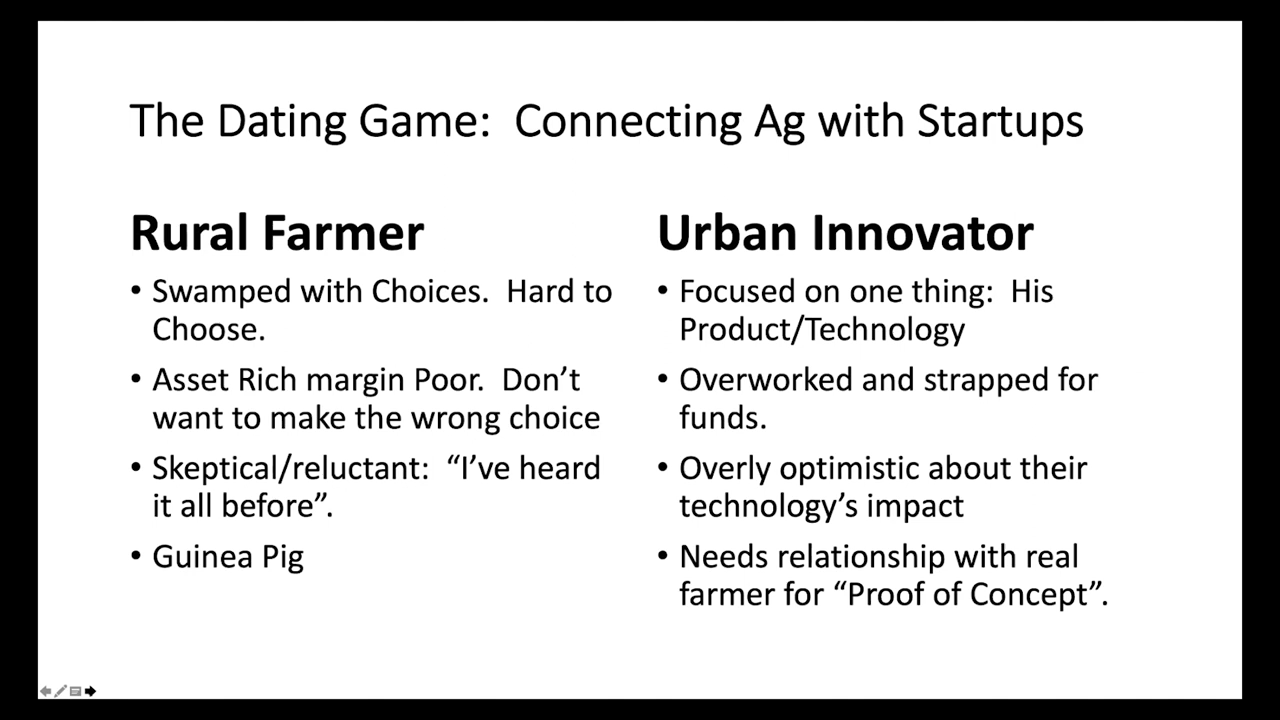 The Dating Game:  Connecting Ag with Startups
Rural Farmer
• Swamped with Choices.  Hard to
Choose.
• Asset Rich margin Poor.  Don’t
want to make the wrong choice
• Skeptical/reluctant:  “I’ve heard
it all before”.
• Guinea Pig
Urban Innovator
• Focused on one thing:  His
Product/Technology
• Overworked and strapped for
funds.
• Overly optimistic about their
technology’s impact
• Needs relationship with real
farmer for “Proof of Concept”.